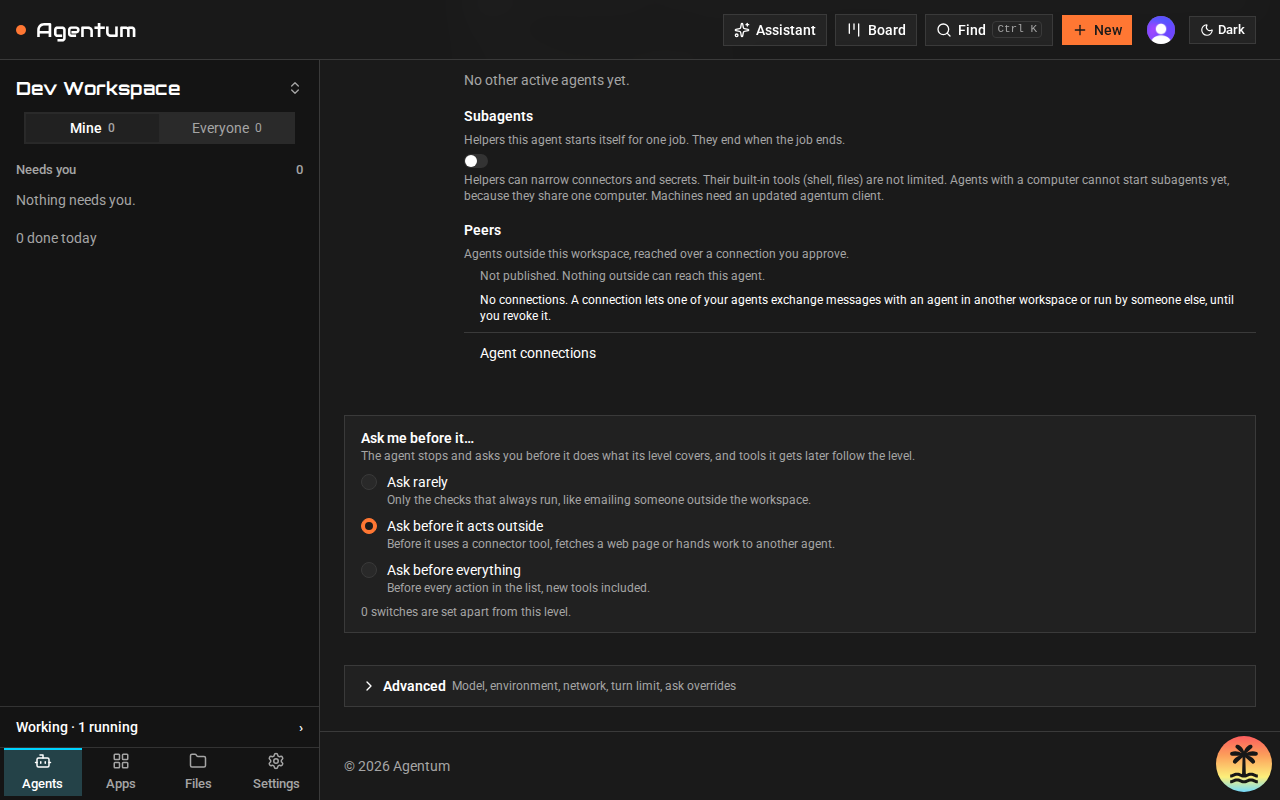 Agentum
Assistant
Board
Find Ctrl K
New
Dark
Dev Workspace
Mine 0
Everyone 0
Needs you 0
Nothing needs you.
0 done today
Working · 1 running ›
Agents
Apps
Files
Settings
No other active agents yet.
Subagents
Helpers this agent starts itself for one job. They end when the job ends.
Helpers can narrow connectors and secrets. Their built-in tools (shell, files) are not limited. Agents with a computer cannot start subagents yet,
because they share one computer. Machines need an updated agentum client.
Peers
Agents outside this workspace, reached over a connection you approve.
Not published. Nothing outside can reach this agent.
No connections. A connection lets one of your agents exchange messages with an agent in another workspace or run by someone else, until
you revoke it.
Agent connections
Ask me before it…
The agent stops and asks you before it does what its level covers, and tools it gets later follow the level.
Ask rarely
Only the checks that always run, like emailing someone outside the workspace.
Ask before it acts outside
Before it uses a connector tool, fetches a web page or hands work to another agent.
Ask before everything
Before every action in the list, new tools included.
0 switches are set apart from this level.
Advanced Model, environment, network, turn limit, ask overrides
© 2026 Agentum